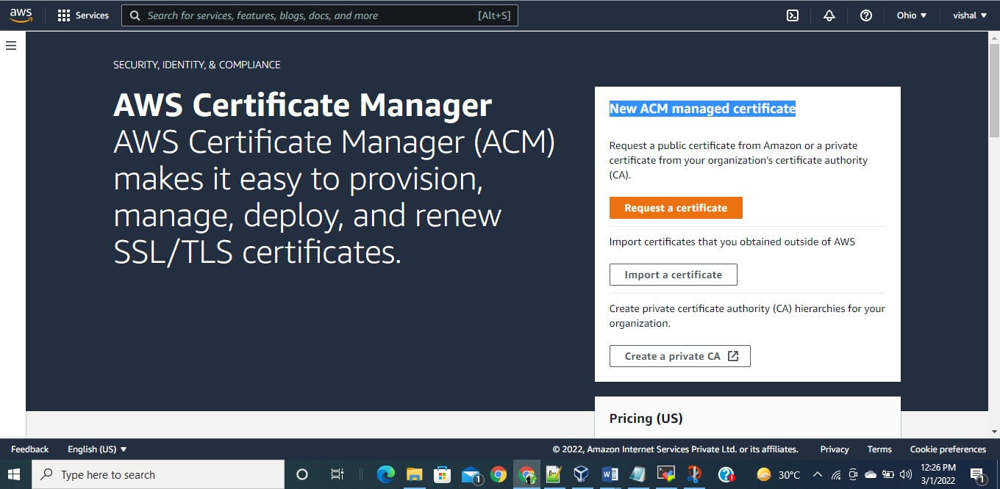 aws
Services
Search for services, features, blogs, docs, and more
[Alt+S]
Ohio
vishal
SECURITY, IDENTITY, & COMPLIANCE
AWS Certificate Manager
AWS Certificate Manager (ACM)
makes it easy to provision,
manage, deploy, and renew
SSL/TLS certificates.
New ACM managed certificate
Request a public certificate from Amazon or a private
certificate from your organization's certificate authority
(CA).
Request a certificate
Import certificates that you obtained outside of AWS
Import a certificate
Create private certificate authority (CA) hierarchies for your
organization.
Create a private CA
Pricing (US)
Feedback
English (US)
© 2022, Amazon Internet Services Private Ltd. or its affiliates.
Privacy
Terms
Cookie preferences
Type here to search
1
30°C
12:26 PM
3/1/2022
1